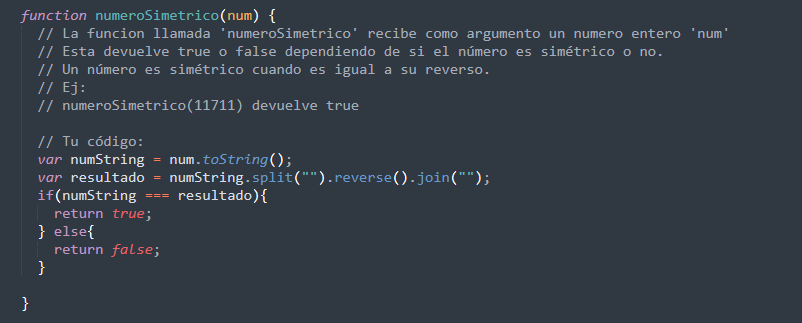 function numeroSimetrico(num) {
// La funcion llamada 'numeroSimetrico' recibe como argumento un numero entero 'num'
// Esta devuelve true o false dependiendo de si el número es simétrico o no.
// Un número es simétrico cuando es igual a su reverso.
// Ej:
// numeroSimetrico(11711) devuelve true
// Tu código:
var numString = num.toString();
var resultado = numString.split("").reverse().join("");
if(numString === resultado){
return true;
} else{
return false;
}
}